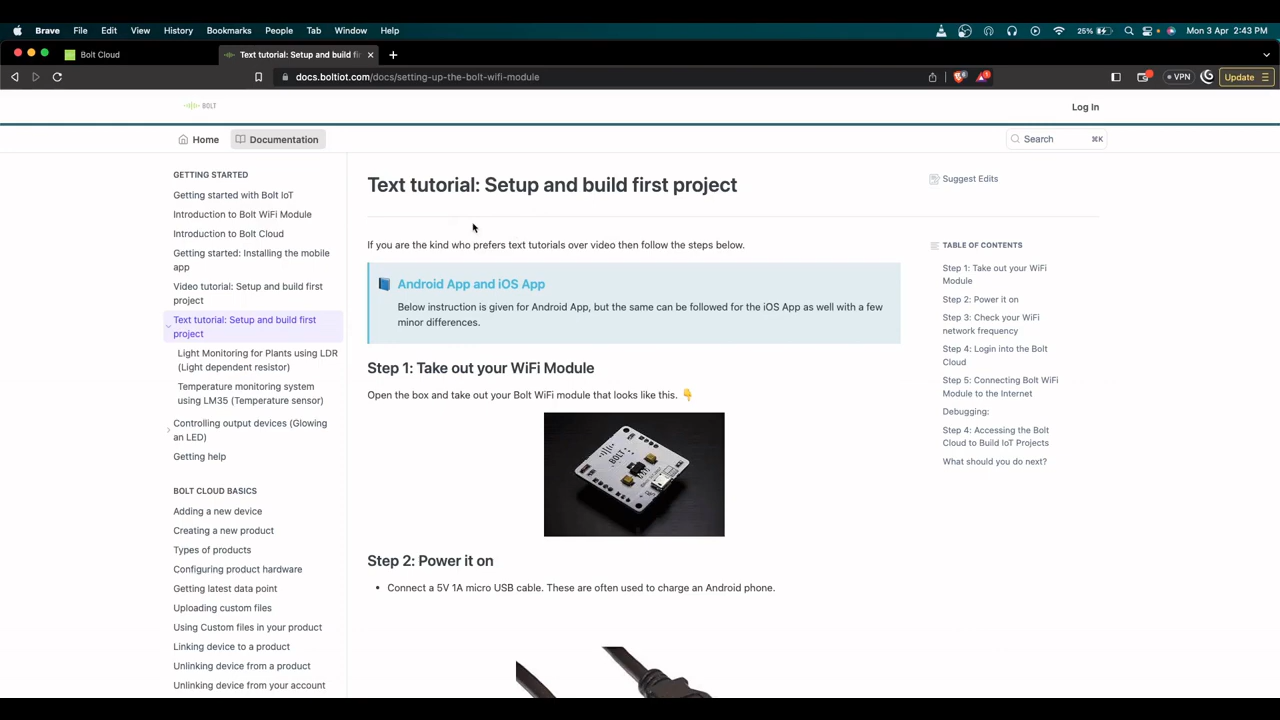 Brave File Edit View History Bookmarks People Tab Window Help 25% Mon 3 Apr 2:43 PM
Bolt Cloud Text tutorial: Setup and build fir
docs.boltiot.com/docs/setting-up-the-bolt-wifi-module 6 1 VPN Update
BOLT Log In
Home Documentation Search ⌘K
GETTING STARTED
Getting started with Bolt IoT
Introduction to Bolt WiFi Module
Introduction to Bolt Cloud
Getting started: Installing the mobile
app
Video tutorial: Setup and build first
project
Text tutorial: Setup and build first
project
Light Monitoring for Plants using LDR
(Light dependent resistor)
Temperature monitoring system
using LM35 (Temperature sensor)
Controlling output devices (Glowing
an LED)
Getting help
BOLT CLOUD BASICS
Adding a new device
Creating a new product
Types of products
Configuring product hardware
Getting latest data point
Uploading custom files
Using Custom files in your product
Linking device to a product
Unlinking device from a product
Unlinking device from your account
Text tutorial: Setup and build first project
If you are the kind who prefers text tutorials over video then follow the steps below.
Android App and iOS App
Below instruction is given for Android App, but the same can be followed for the iOS App as well with a few
minor differences.
Step 1: Take out your WiFi Module
Open the box and take out your Bolt WiFi module that looks like this. 👇
BOLT
Step 2: Power it on
• Connect a 5V 1A micro USB cable. These are often used to charge an Android phone.
Suggest Edits
TABLE OF CONTENTS
Step 1: Take out your WiFi
Module
Step 2: Power it on
Step 3: Check your WiFi
network frequency
Step 4: Login into the Bolt
Cloud
Step 5: Connecting Bolt WiFi
Module to the Internet
Debugging:
Step 4: Accessing the Bolt
Cloud to Build IoT Projects
What should you do next?